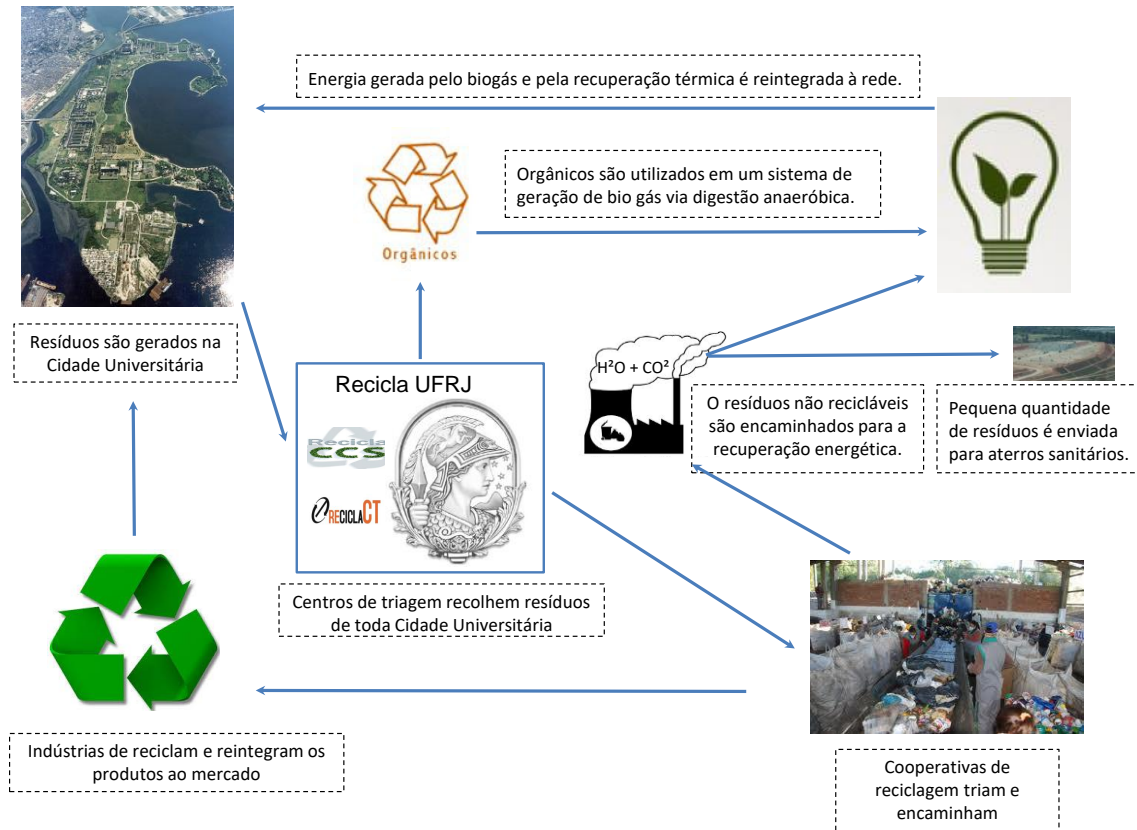 Energia gerada pelo biogás e pela recuperação térmica é reintegrada à rede.
Orgânicos são utilizados em um sistema de
geração de bio gás via digestão anaeróbica.
Orgânicos
Resíduos são gerados na
Cidade Universitária
H²O + CO²
Recicla UFRJ
Recicla
CCS
RECICLACT
O resíduos não recicláveis
são encaminhados para a
recuperação energética.
Pequena quantidade
de resíduos é enviada
para aterros sanitários.
Centros de triagem recolhem resíduos
de toda Cidade Universitária
Indústrias de reciclam e reintegram os
produtos ao mercado
Cooperativas de
reciclagem triam e
encaminham